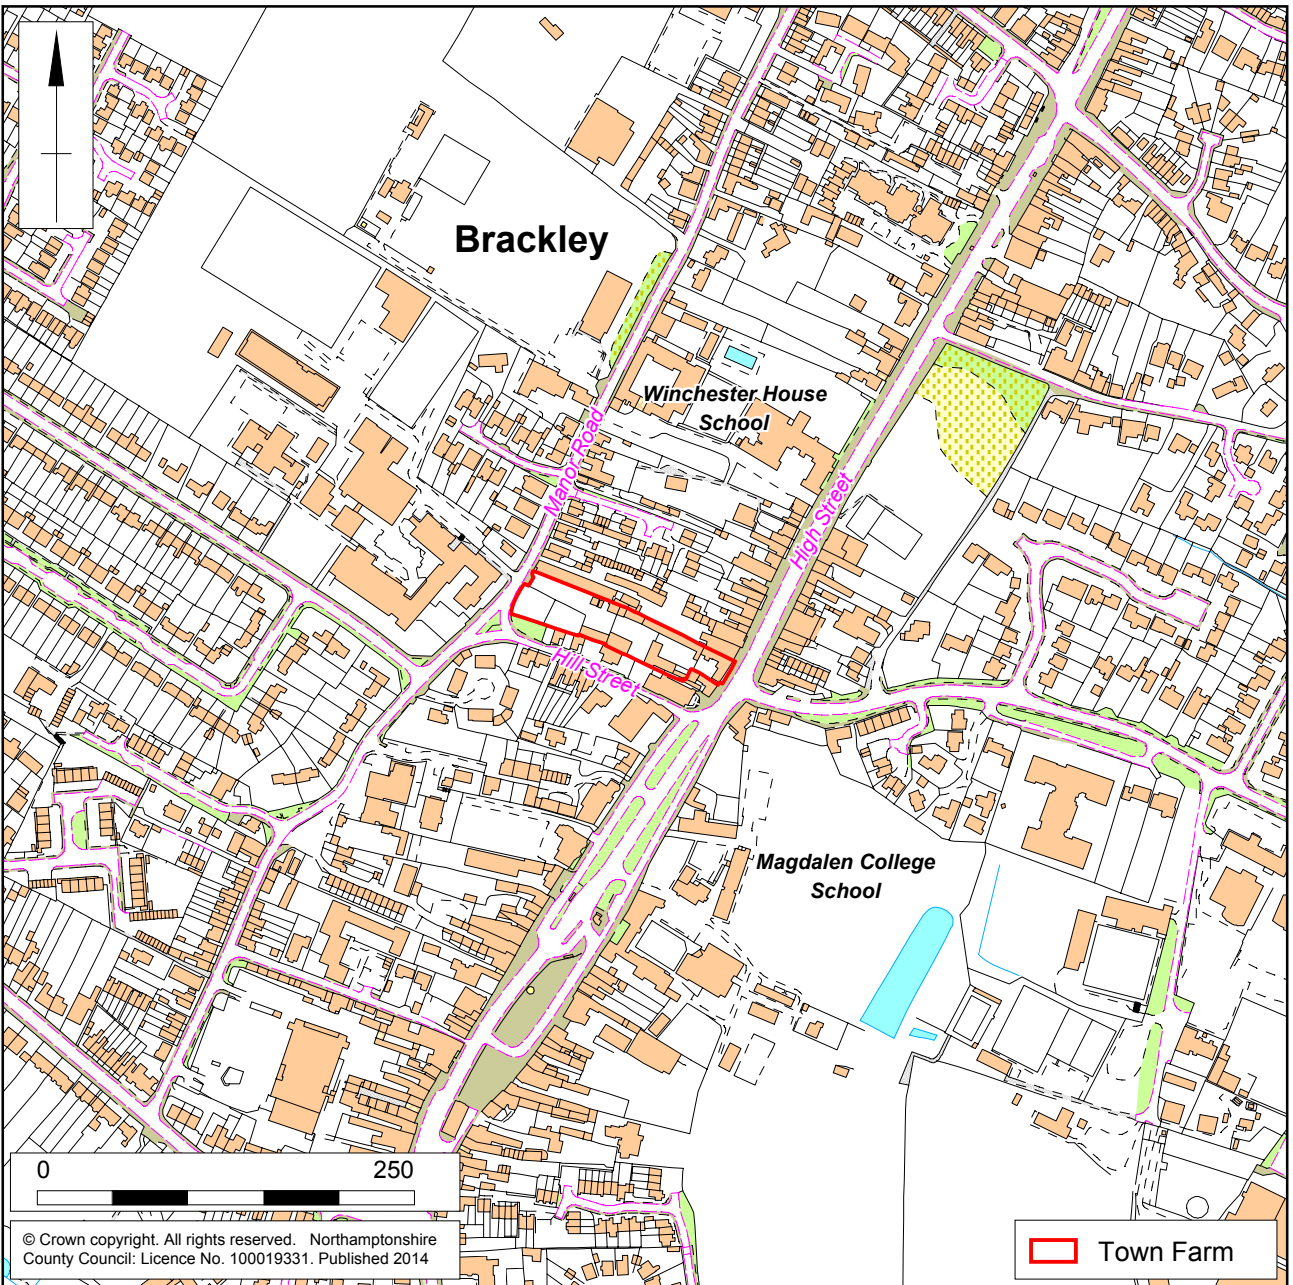 Brackley
Winchester House
School
Manor Road
High Street
Hill Street
Magdalen College
School
0 250
© Crown copyright. All rights reserved. Northamptonshire
County Council: Licence No. 100019331. Published 2014
Town Farm